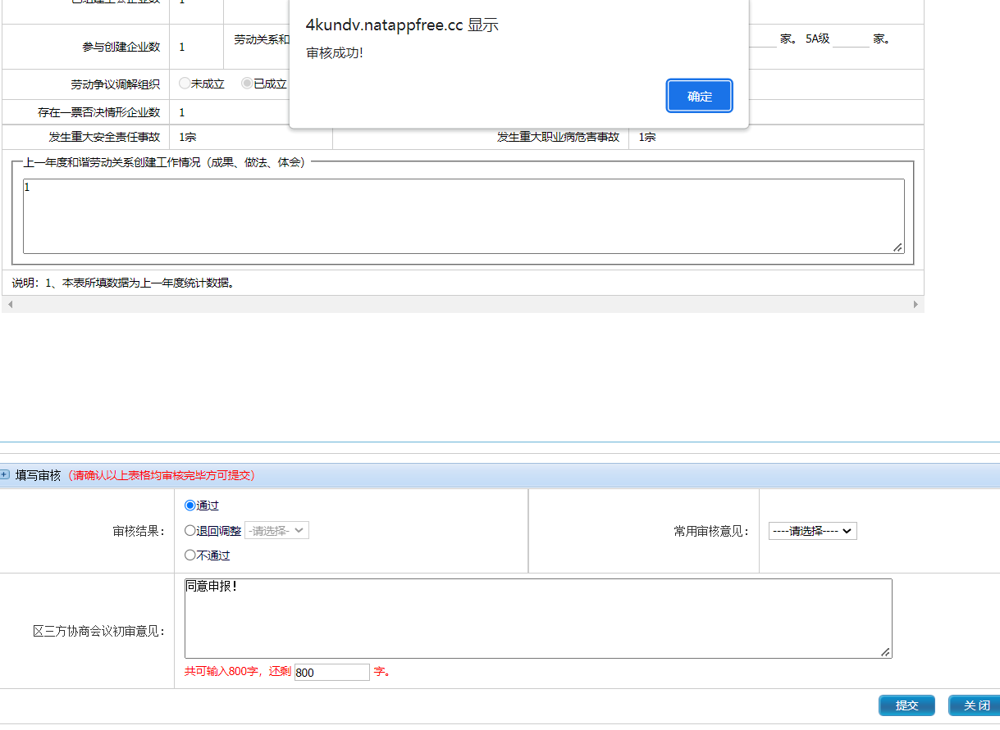 已组建工会企业数 1
4kundv.natappfree.cc 显示
审核成功!
确定
参与创建企业数 1 劳动关系和 家。 5A级 家。
劳动争议调解组织 未成立 已成立
存在一票否决情形企业数 1
发生重大安全责任事故 1宗 发生重大职业病危害事故 1宗
上一年度和谐劳动关系创建工作情况（成果、做法、体会）
1
说明：1、本表所填数据为上一年度统计数据。
填写审核（请确认以上表格均审核完毕方可提交）
审核结果： 通过
退回调整 -请选择-
不通过
常用审核意见： ----请选择----
区三方协商会议初审意见： 同意申报！
共可输入800字，还剩 800 字。
提交 关 闭